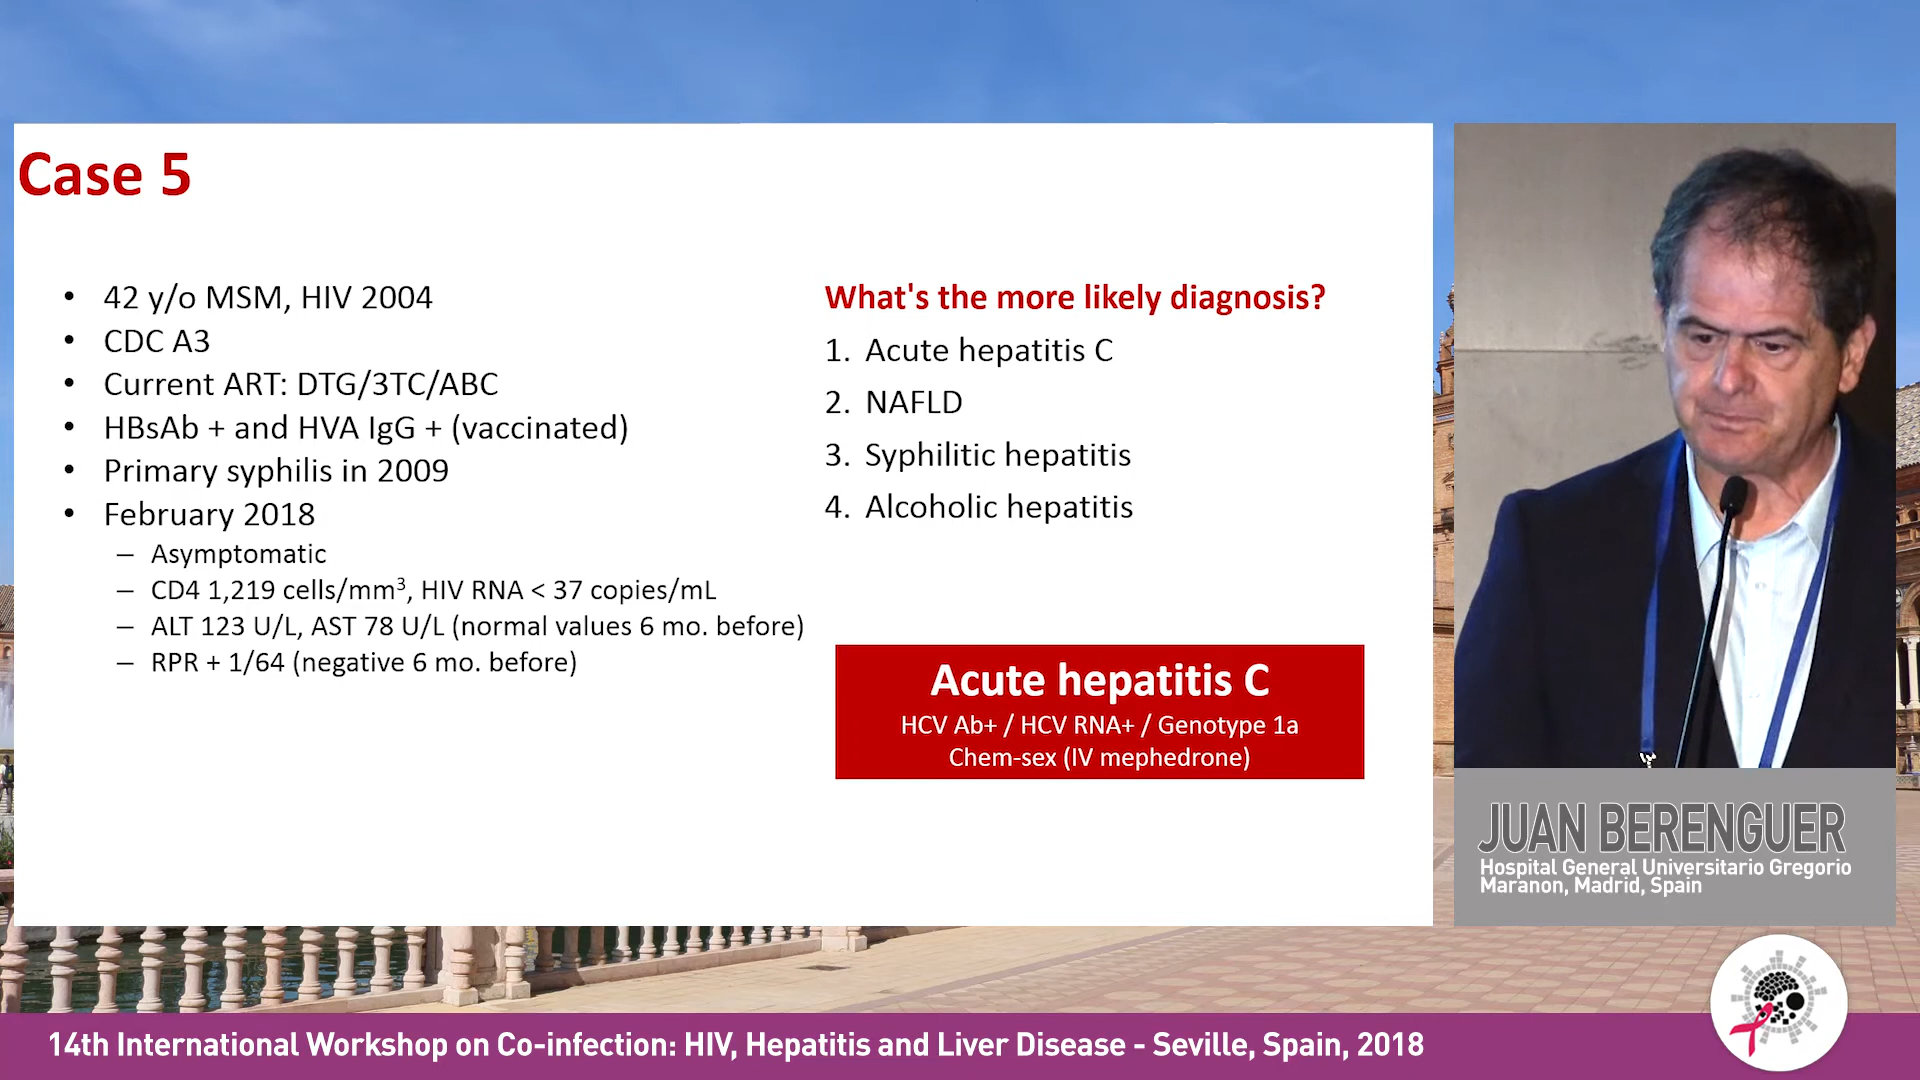 Case 5
• 42 y/o MSM, HIV 2004
• CDC A3
• Current ART: DTG/3TC/ABC
• HBsAb + and HVA IgG + (vaccinated)
• Primary syphilis in 2009
• February 2018
– Asymptomatic
– CD4 1,219 cells/mm³, HIV RNA < 37 copies/mL
– ALT 123 U/L, AST 78 U/L (normal values 6 mo. before)
– RPR + 1/64 (negative 6 mo. before)
What's the more likely diagnosis?
1. Acute hepatitis C
2. NAFLD
3. Syphilitic hepatitis
4. Alcoholic hepatitis
Acute hepatitis C
HCV Ab+ / HCV RNA+ / Genotype 1a
Chem-sex (IV mephedrone)
JUAN BERENGUER
Hospital General Universitario Gregorio
Maranon, Madrid, Spain
14th International Workshop on Co-infection: HIV, Hepatitis and Liver Disease - Seville, Spain, 2018